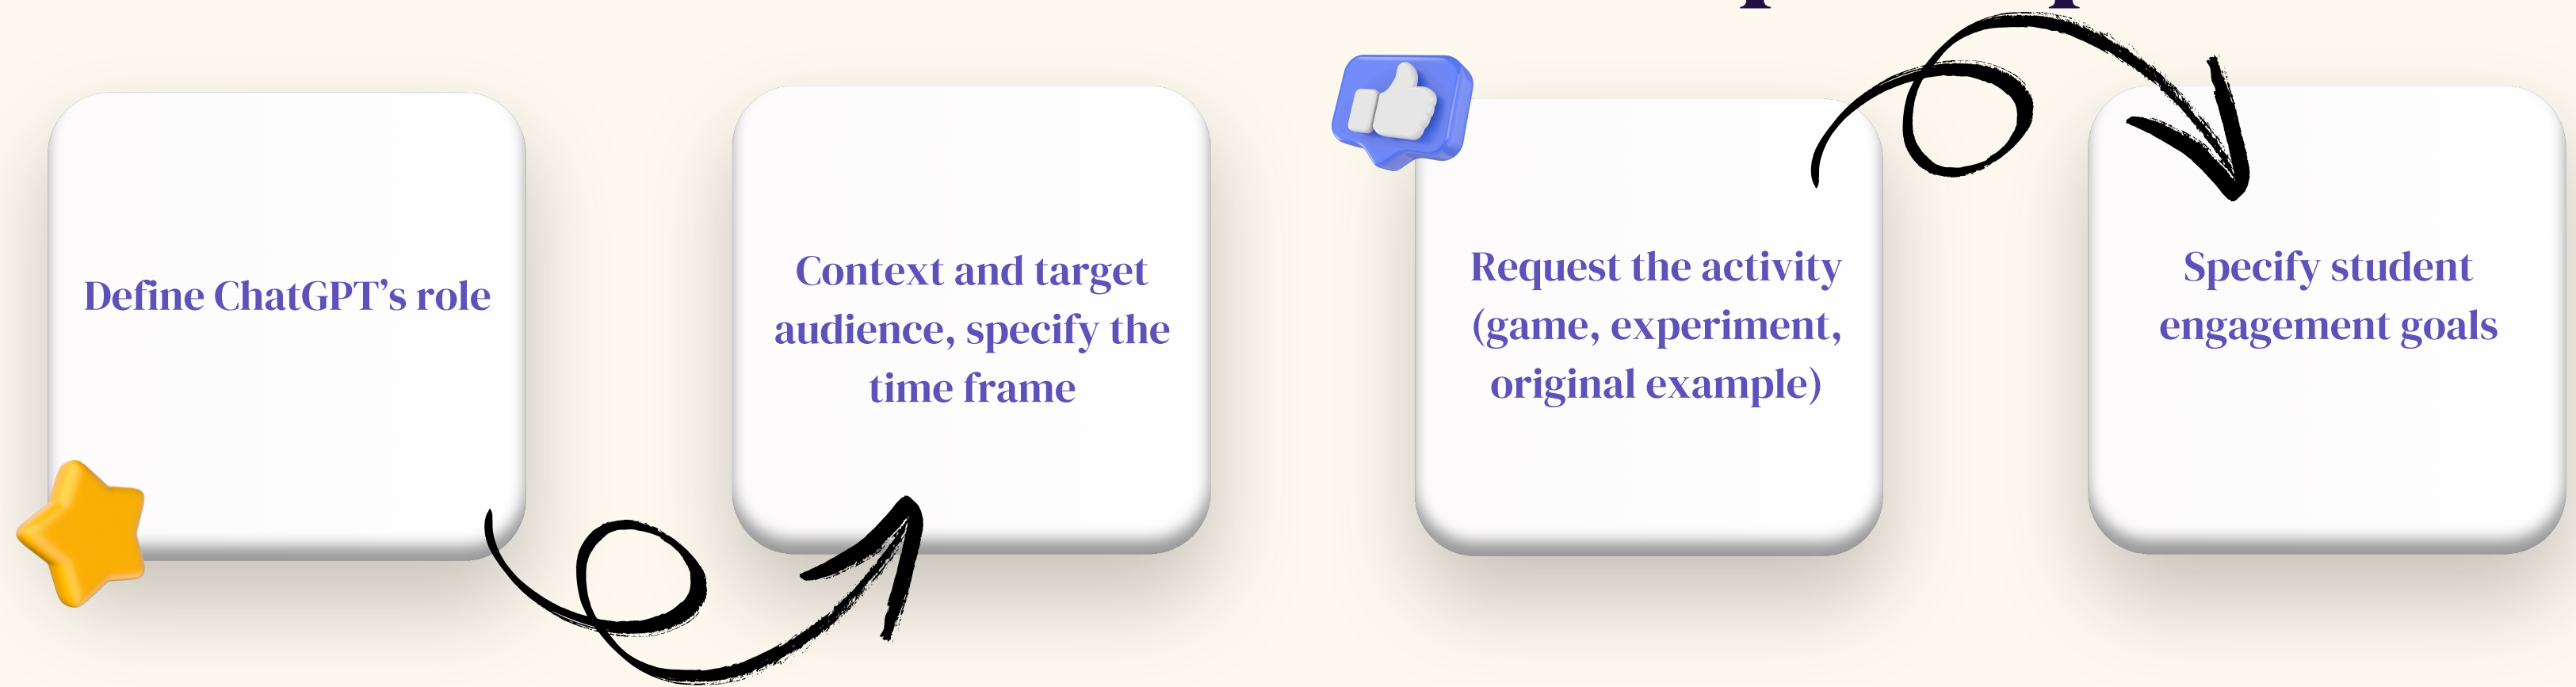 Define ChatGPT’s role
Context and target
audience, specify the
time frame
Request the activity
(game, experiment,
original example)
Specify student
engagement goals